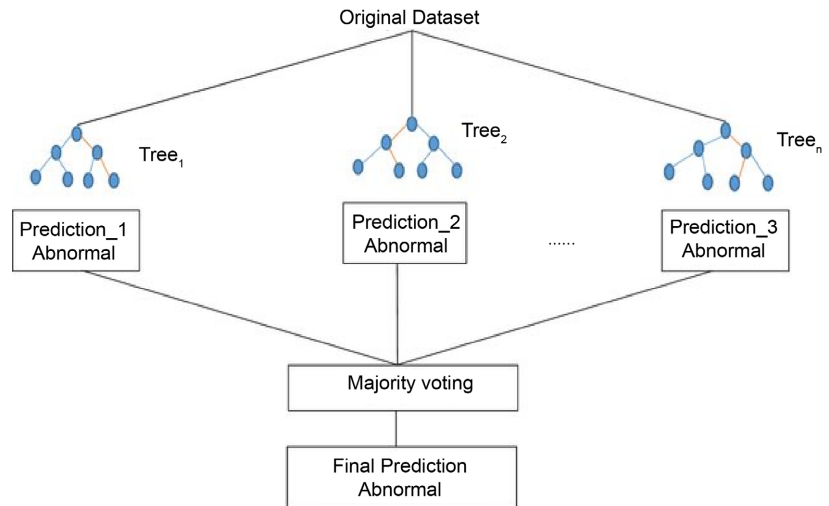 Original Dataset
Tree1
Tree2
Treen
Prediction_1
Abnormal
Prediction_2
Abnormal
......
Prediction_3
Abnormal
Majority voting
Final Prediction
Abnormal